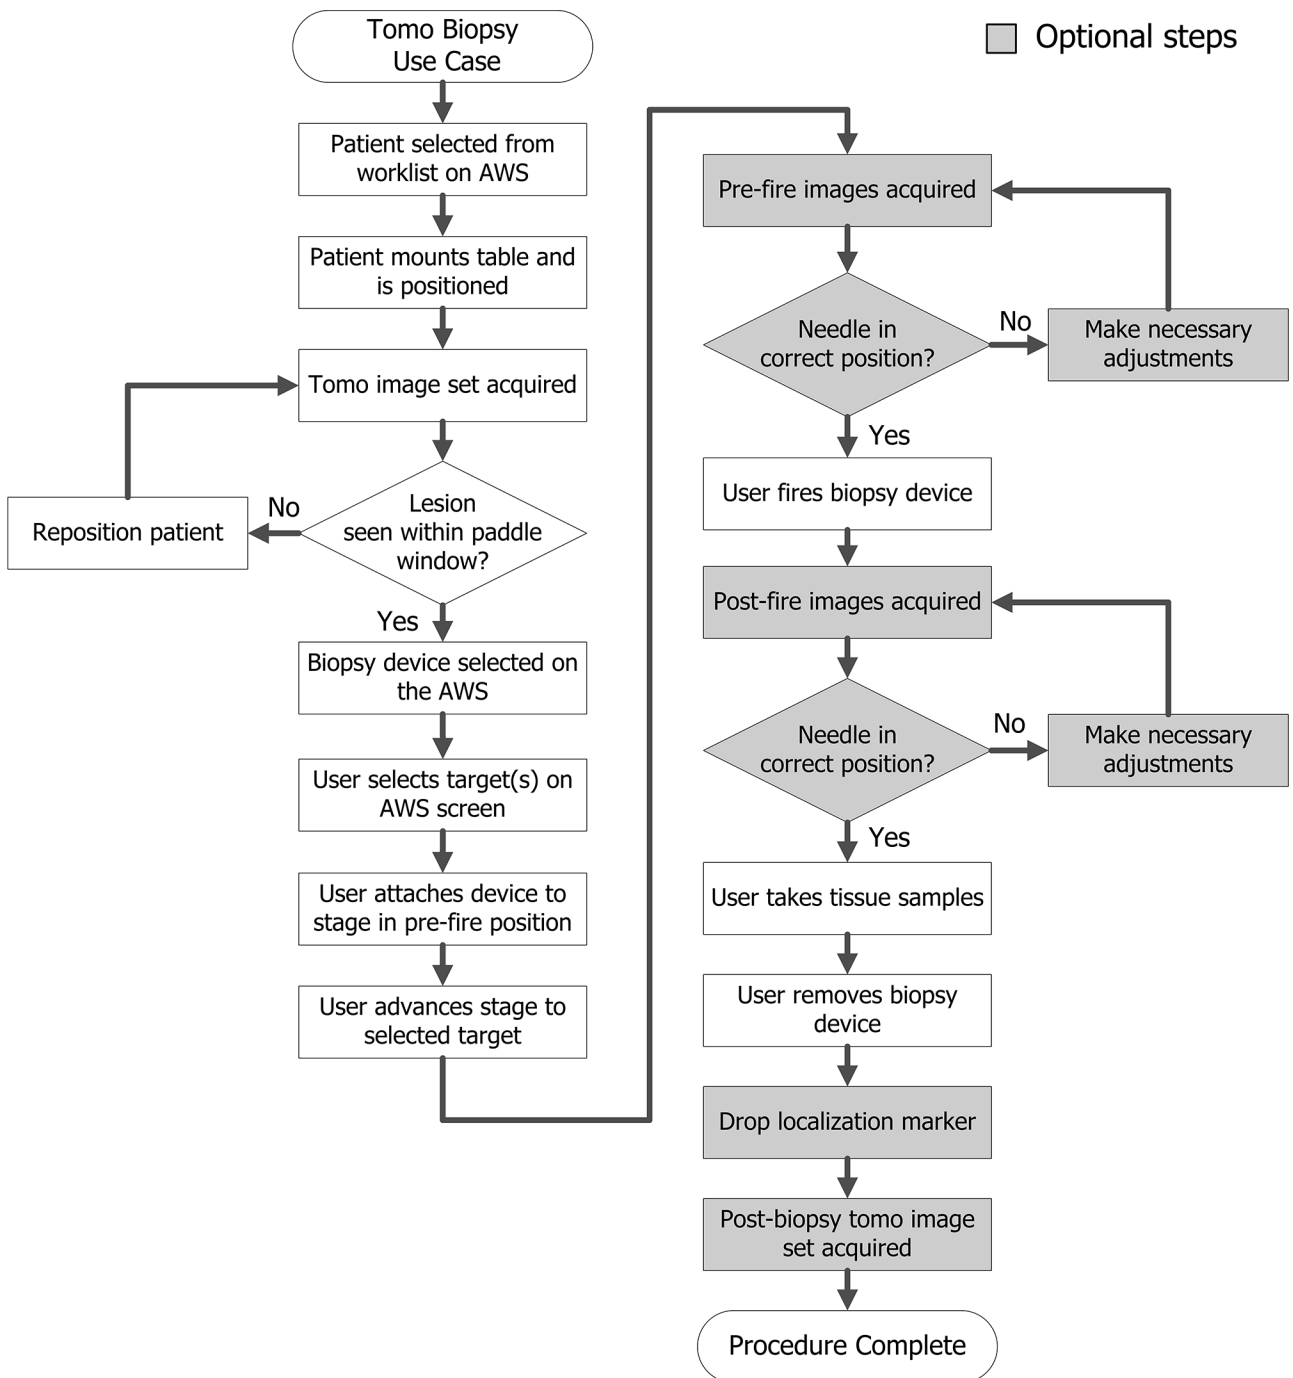 Tomo Biopsy
Use Case
Optional steps
Patient selected from
worklist on AWS
Patient mounts table and
is positioned
Tomo image set acquired
Lesion
seen within paddle
window?
No
Reposition patient
Yes
Biopsy device selected on
the AWS
User selects target(s) on
AWS screen
User attaches device to
stage in pre-fire position
User advances stage to
selected target
Pre-fire images acquired
Needle in
correct position?
No
Make necessary
adjustments
Yes
User fires biopsy device
Post-fire images acquired
Needle in
correct position?
No
Make necessary
adjustments
Yes
User takes tissue samples
User removes biopsy
device
Drop localization marker
Post-biopsy tomo image
set acquired
Procedure Complete